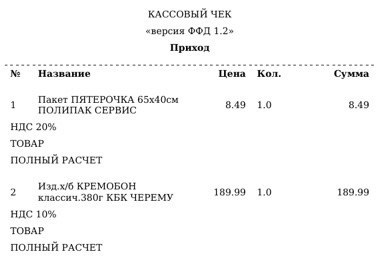 КАССОВЫЙ ЧЕК
«версия ФФД 1.2»
Приход
№ Название Цена Кол. Сумма
1 Пакет ПЯТЕРОЧКА 65х40см 8.49 1.0 8.49
ПОЛИПАК СЕРВИС
НДС 20%
ТОВАР
ПОЛНЫЙ РАСЧЕТ
2 Изд.х/б КРЕМОБОН 189.99 1.0 189.99
классич.380г КБК ЧЕРЕМУ
НДС 10%
ТОВАР
ПОЛНЫЙ РАСЧЕТ